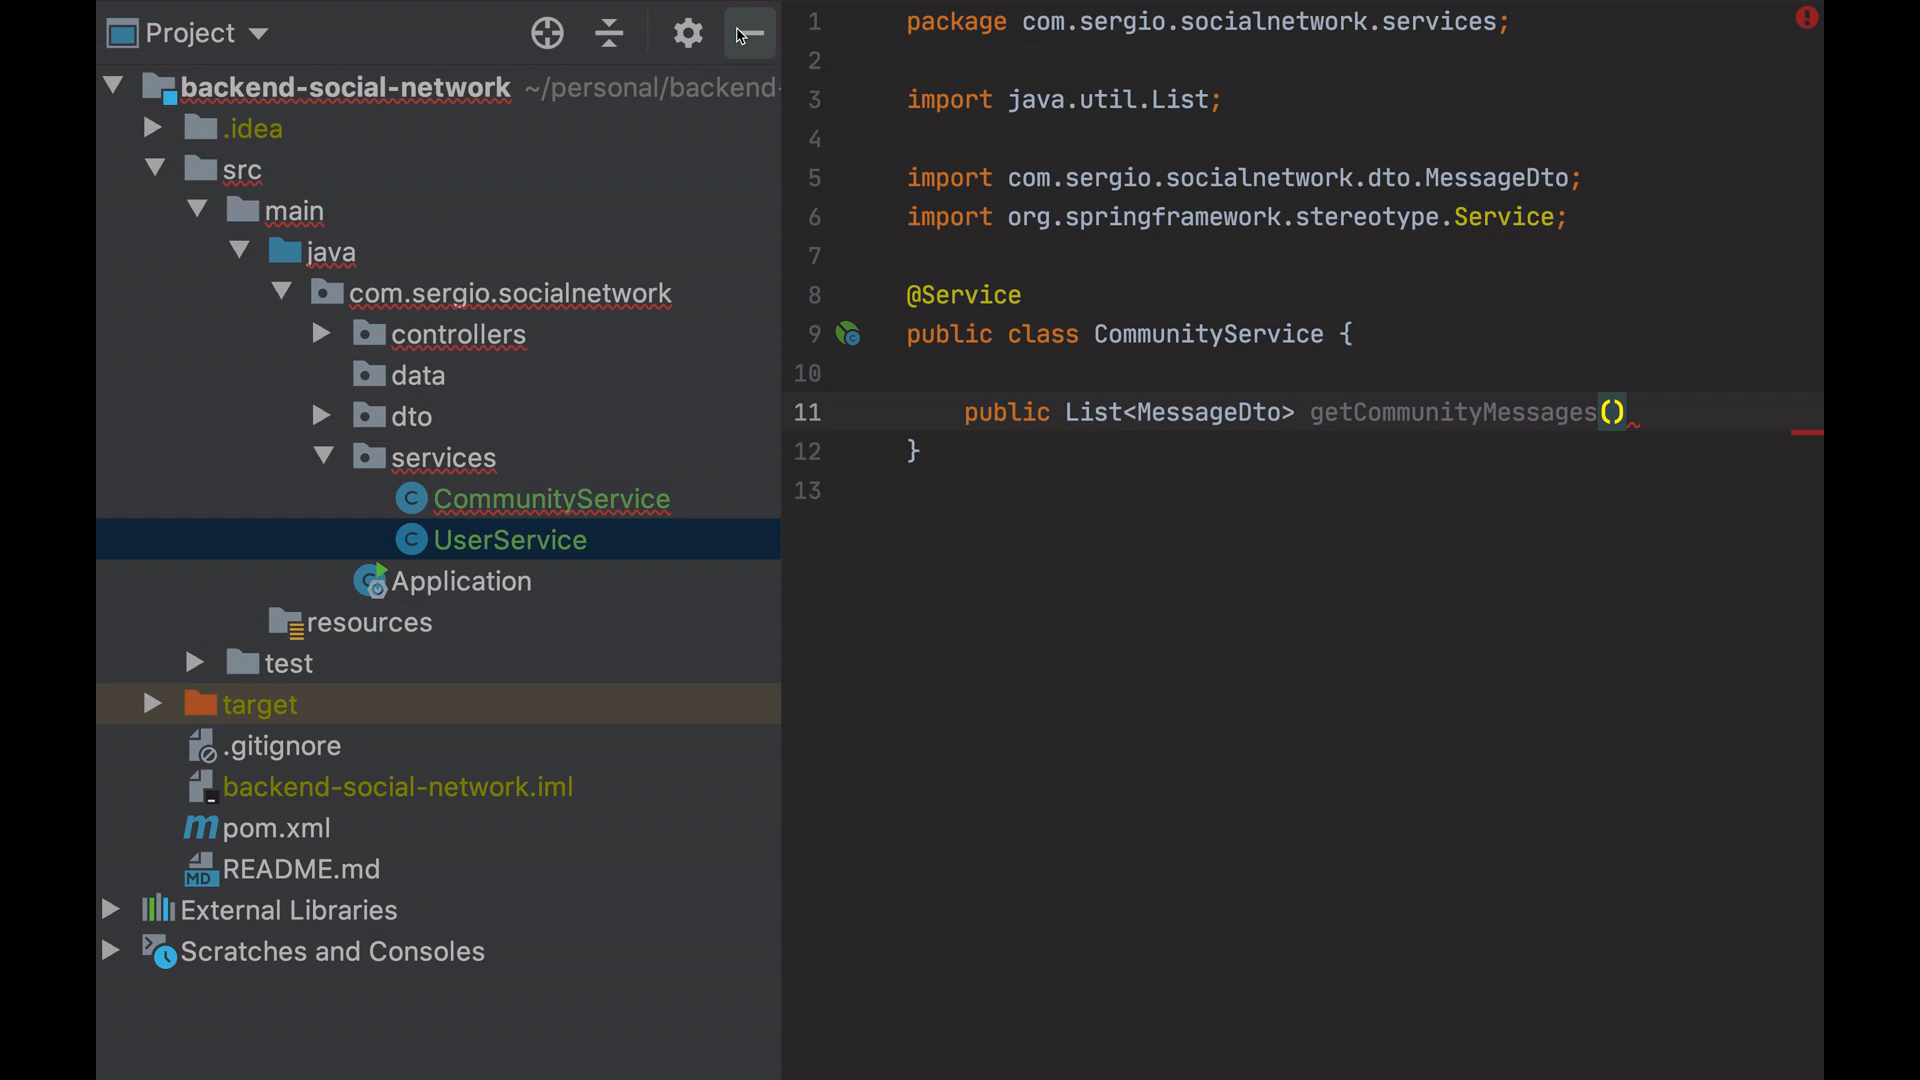 Project
backend-social-network ~/personal/backend-
.idea
src
main
java
com.sergio.socialnetwork
controllers
data
dto
services
CommunityService
UserService
Application
resources
test
target
.gitignore
backend-social-network.iml
pom.xml
README.md
External Libraries
Scratches and Consoles
1 package com.sergio.socialnetwork.services;
2
3 import java.util.List;
4
5 import com.sergio.socialnetwork.dto.MessageDto;
6 import org.springframework.stereotype.Service;
7
8 @Service
9 public class CommunityService {
10
11 public List<MessageDto> getCommunityMessages()
12 }
13